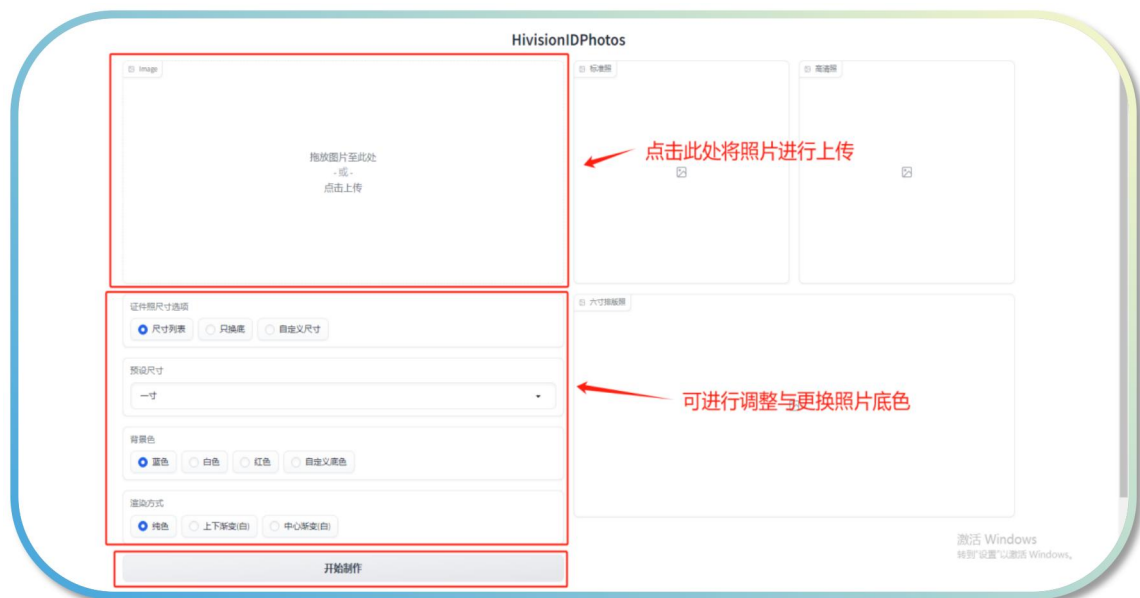 HivisionIDPhotos
Image
拖放图片至此处
- 或 -
点击上传
标准照
高清照
点击此处将照片进行上传
证件照尺寸选项
尺寸列表 只换底 自定义尺寸
预设尺寸
一寸
背景色
蓝色 白色 红色 自定义底色
渲染方式
纯色 上下渐变(白) 中心渐变(白)
开始制作
六寸排版照
可进行调整与更换照片底色
激活 Windows
转到"设置"以激活 Windows。